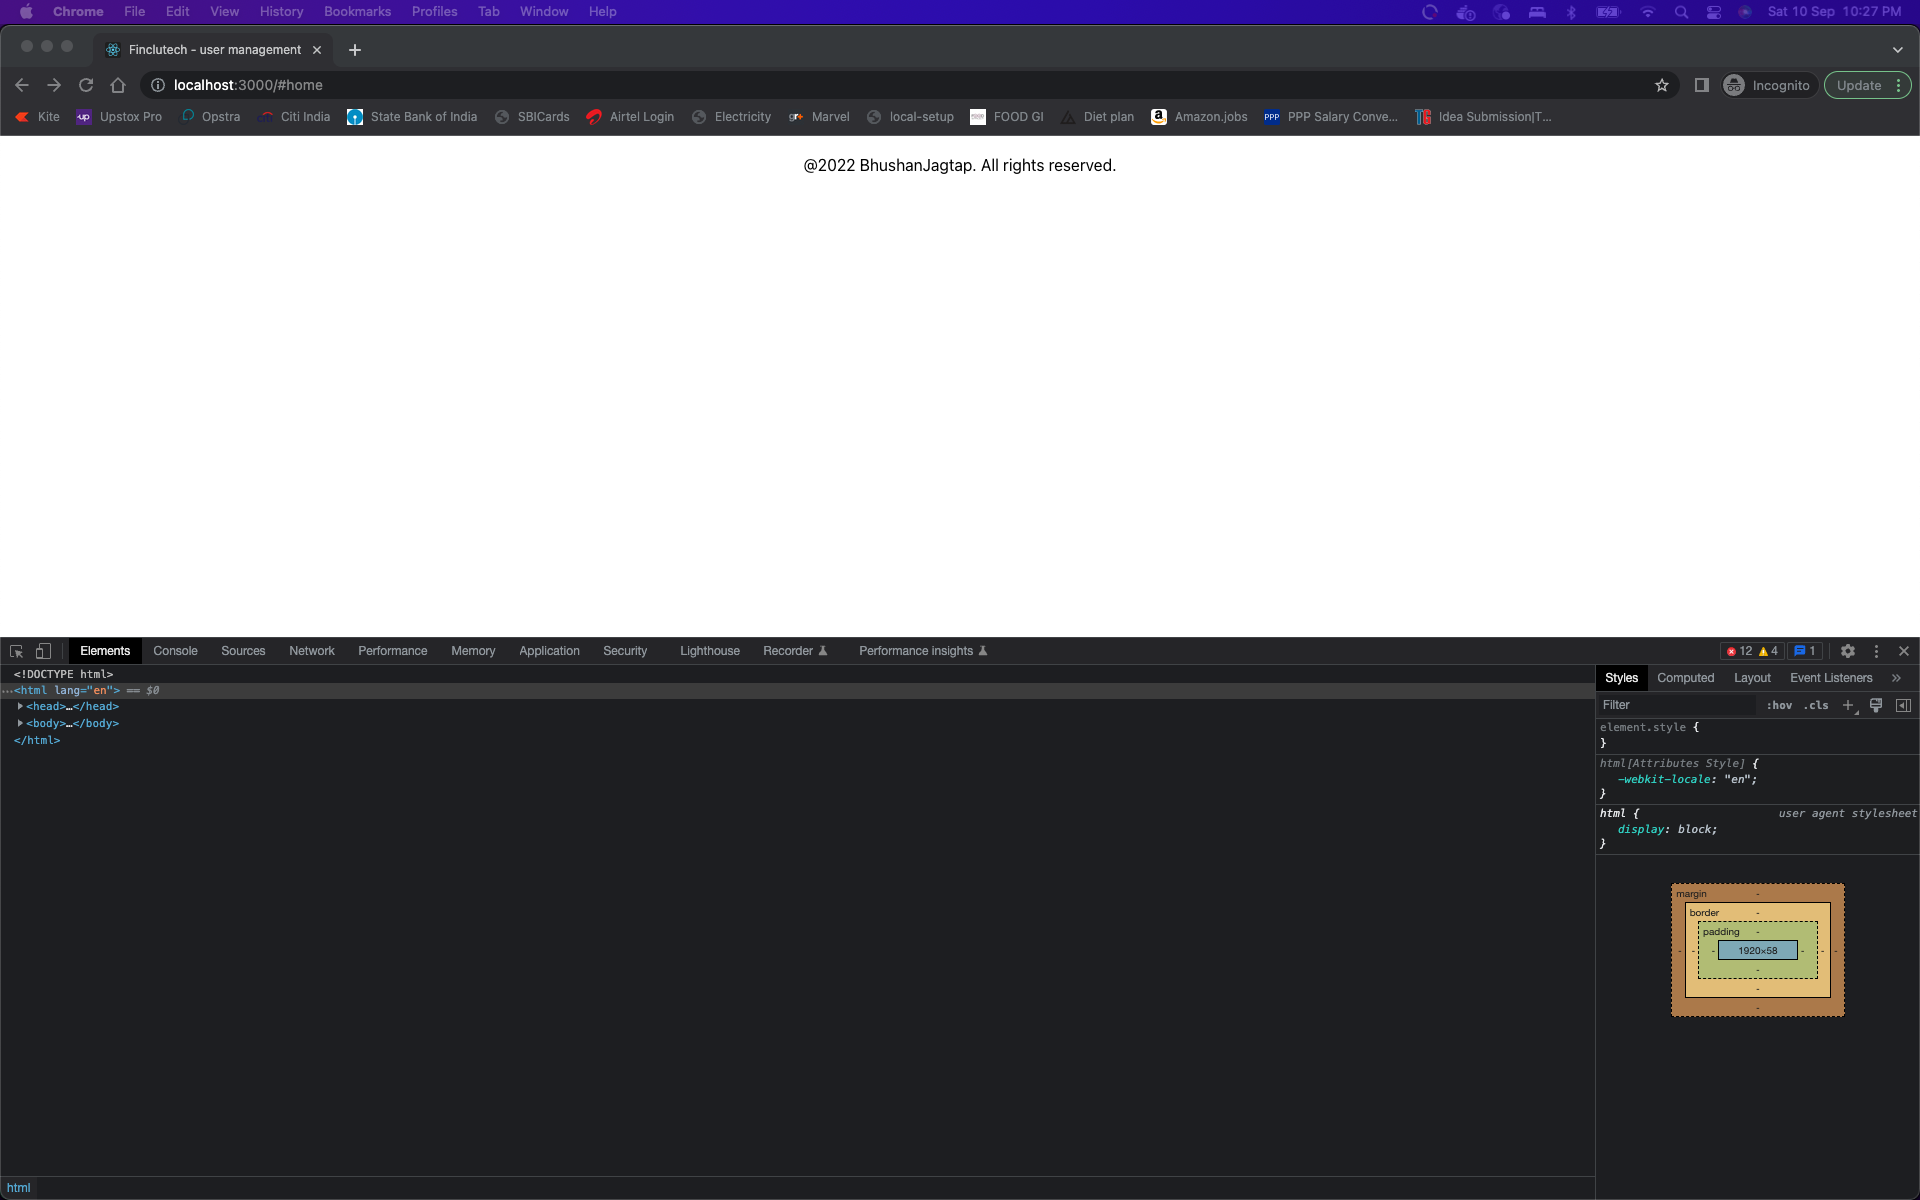 Chrome File Edit View History Bookmarks Profiles Tab Window Help Sat 10 Sep 10:27 PM
Finclutech - user management
localhost:3000/#home Incognito Update
Kite up Upstox Pro Opstra Citi India State Bank of India SBICards Airtel Login Electricity gr+ Marvel local-setup FOOD GI Diet plan a Amazon.jobs PPP PPP Salary Conve... TG Idea Submission|T...
@2022 BhushanJagtap. All rights reserved.
Elements Console Sources Network Performance Memory Application Security Lighthouse Recorder Performance insights 12 4 1
<!DOCTYPE html>
<html lang="en"> == $0
<head>…</head>
<body>…</body>
</html>
html
Styles Computed Layout Event Listeners »
Filter :hov .cls +
element.style {
}
html[Attributes Style] {
-webkit-locale: "en";
}
html { user agent stylesheet
display: block;
}
margin -
border -
padding -
- - - 1920×58 - - -
-
-
-